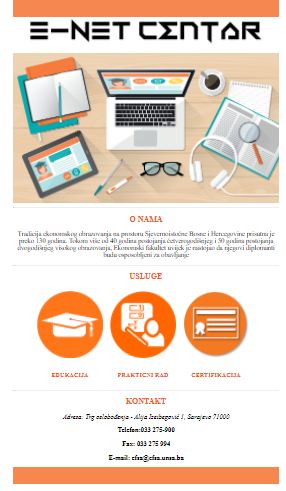 E-NET CENTAR
O NAMA
Tradicija ekonomskog obrazovanja na prostoru Sjeveroistočne Bosne i Hercegovine prisutna je
preko 130 godina. Tokom više od 40 godina postojanja četverogodišnjeg i 50 godina postojanja
dvogodišnjeg visokog obrazovanja, Ekonomski fakultet uvijek je nastojao da njegovi diplomanti
budu osposobljeni za obavljanje
USLUGE
EDUKACIJA PRAKTICNI RAD CERTIFIKACIJA
KONTAKT
Adresa: Trg oslobođenja - Alija Izetbegović 1, Sarajevo 71000
Telefon:033 275-900
Fax: 033 275 994
E-mail: efsa@efsa.unsa.ba